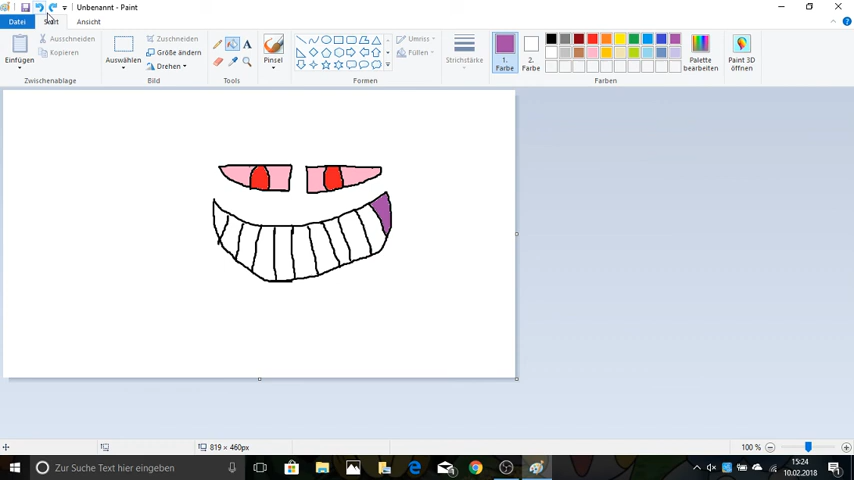 Unbenannt - Paint
Datei
Start
Ansicht
Einfügen
Ausschneiden
Kopieren
Zwischenablage
Auswählen
Zuschneiden
Größe ändern
Drehen
Bild
A
Tools
Pinsel
Umriss
Füllen
Formen
Strichstärke
1.
Farbe
2.
Farbe
Palette
bearbeiten
Farben
Paint 3D
öffnen
819 × 460px
100 %
Zur Suche Text hier eingeben
15:24
10.02.2018